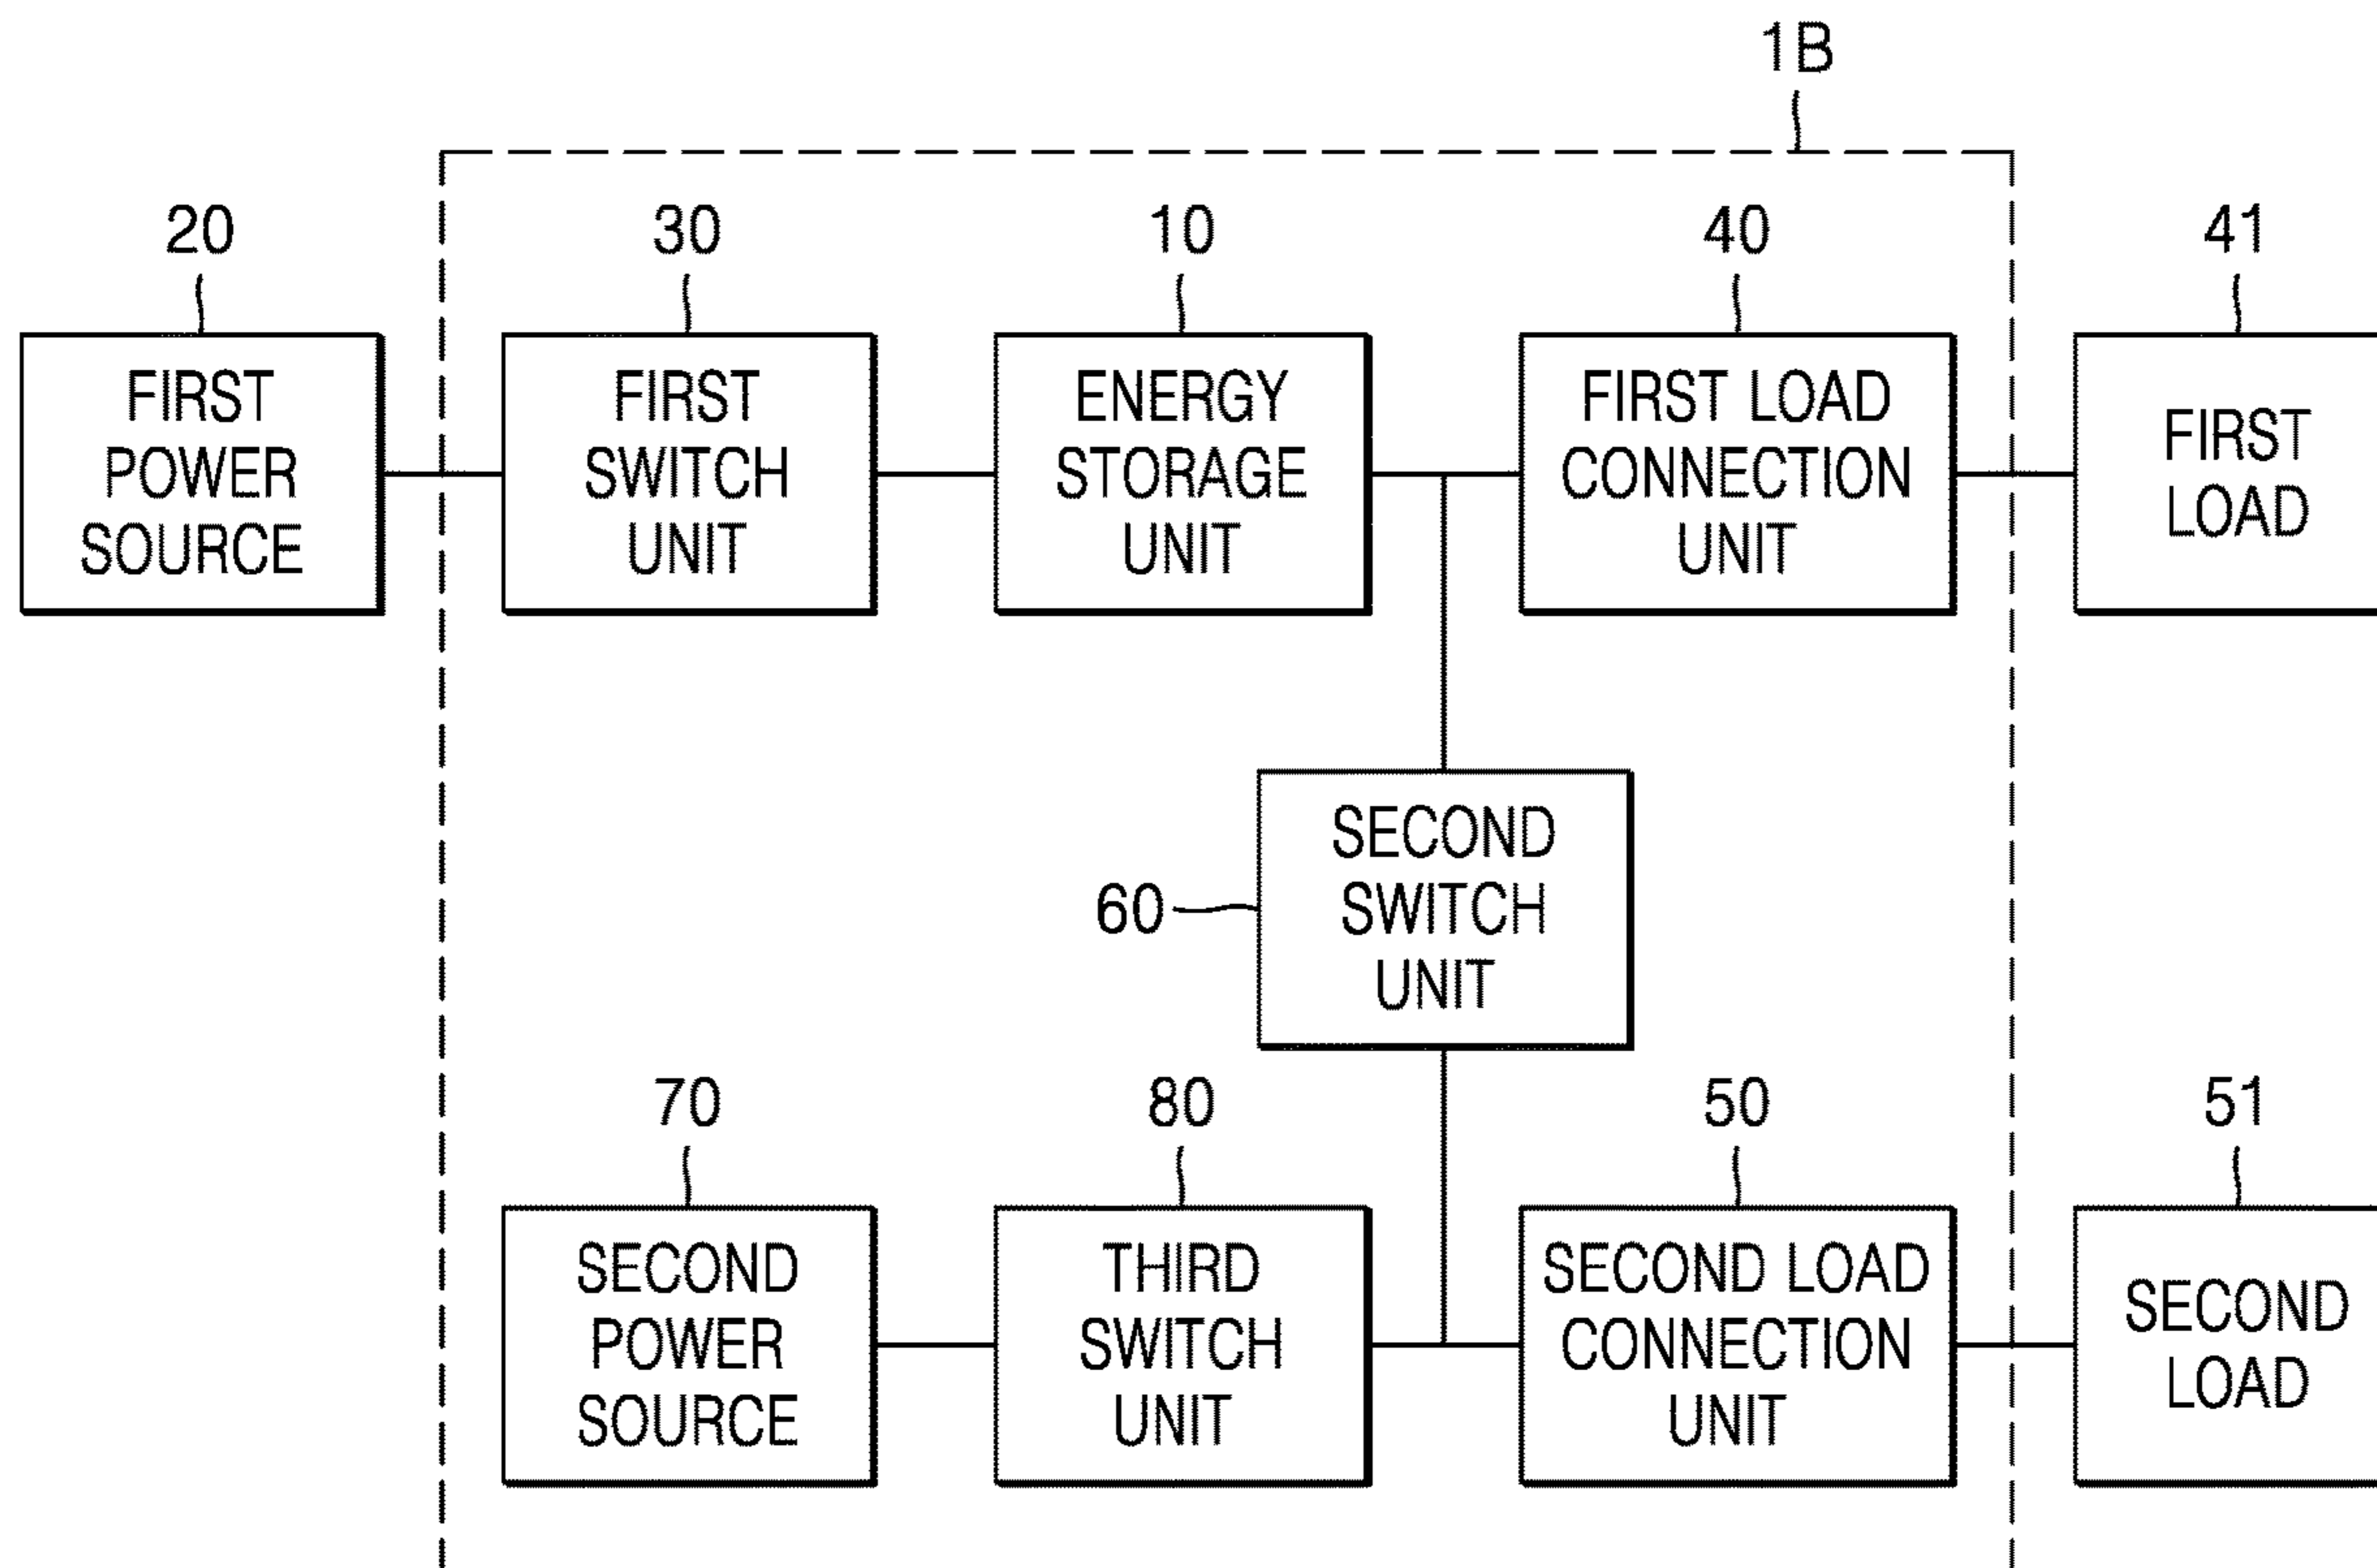 1B
20
30
10
40
41
FIRST
POWER
SOURCE
FIRST
SWITCH
UNIT
ENERGY
STORAGE
UNIT
FIRST LOAD
CONNECTION
UNIT
FIRST
LOAD
60
SECOND
SWITCH
UNIT
70
80
50
51
SECOND
POWER
SOURCE
THIRD
SWITCH
UNIT
SECOND LOAD
CONNECTION
UNIT
SECOND
LOAD